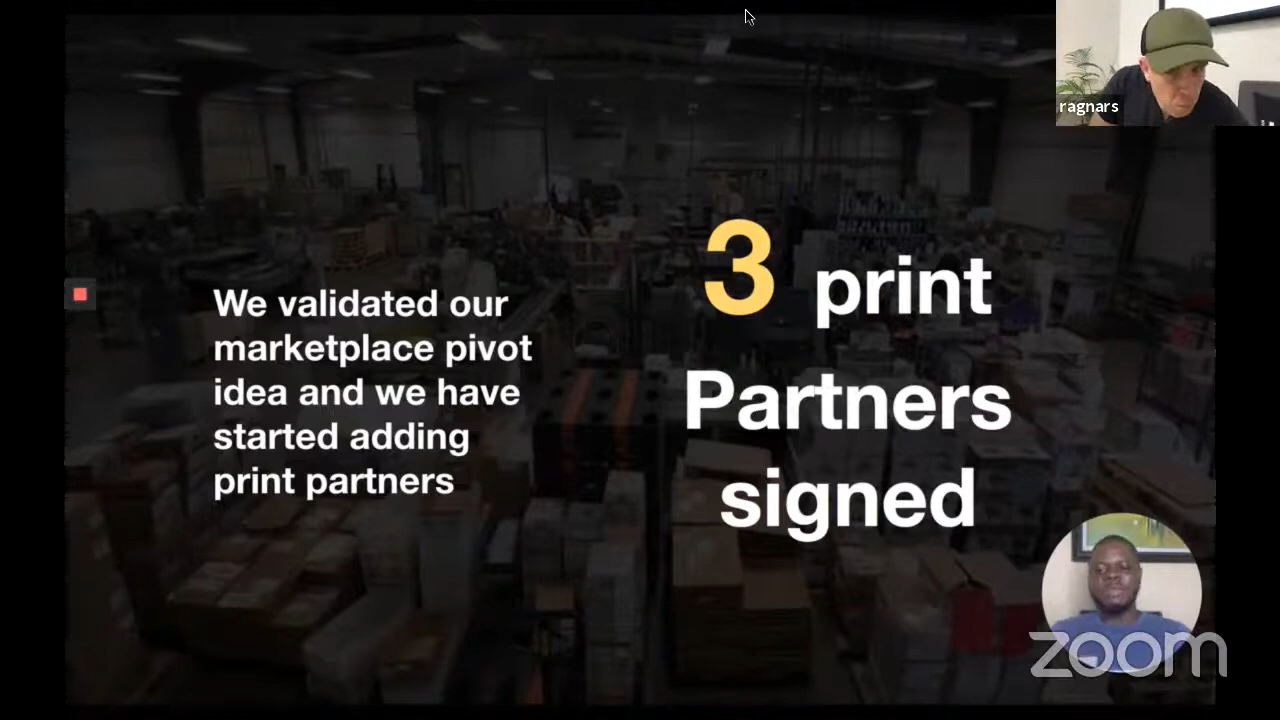 ragnars
We validated our
marketplace pivot
idea and we have
started adding
print partners
3 print
Partners
signed
zoom